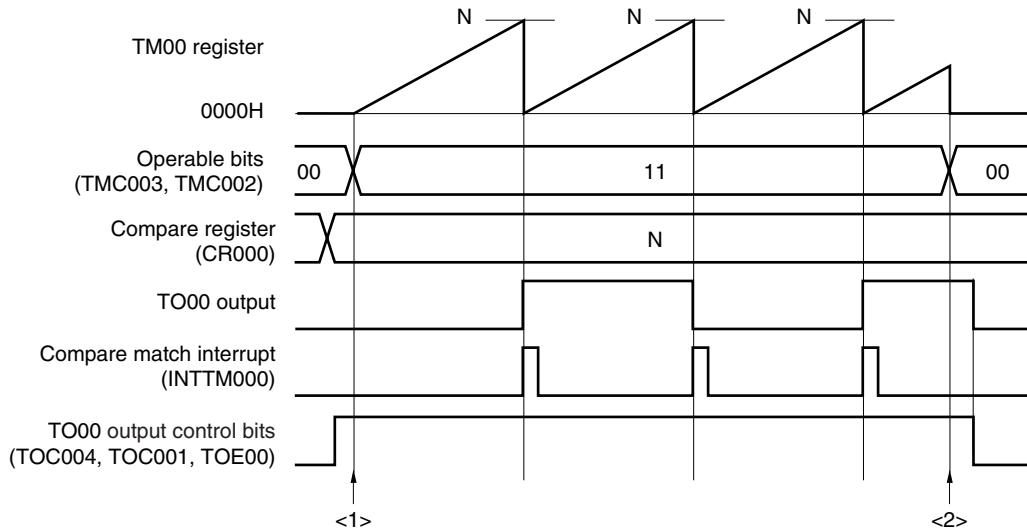 N N N
TM00 register
0000H
Operable bits
(TMC003, TMC002)
00 11 00
Compare register
(CR000)
N
TO00 output
Compare match interrupt
(INTTM000)
TO00 output control bits
(TOC004, TOC001, TOE00)
<1> <2>